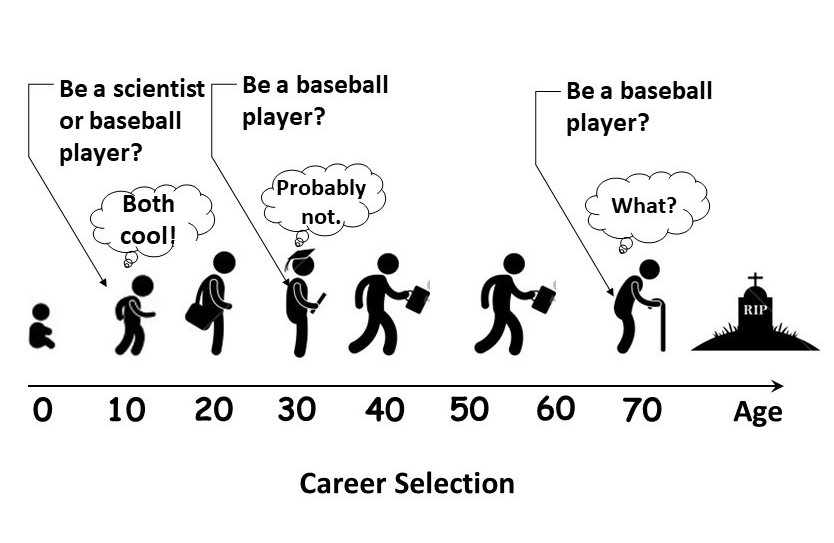 Be a scientist
or baseball
player?
Be a baseball
player?
Be a baseball
player?
Both
cool!
Probably
not.
What?
RIP
0 10 20 30 40 50 60 70 Age
Career Selection